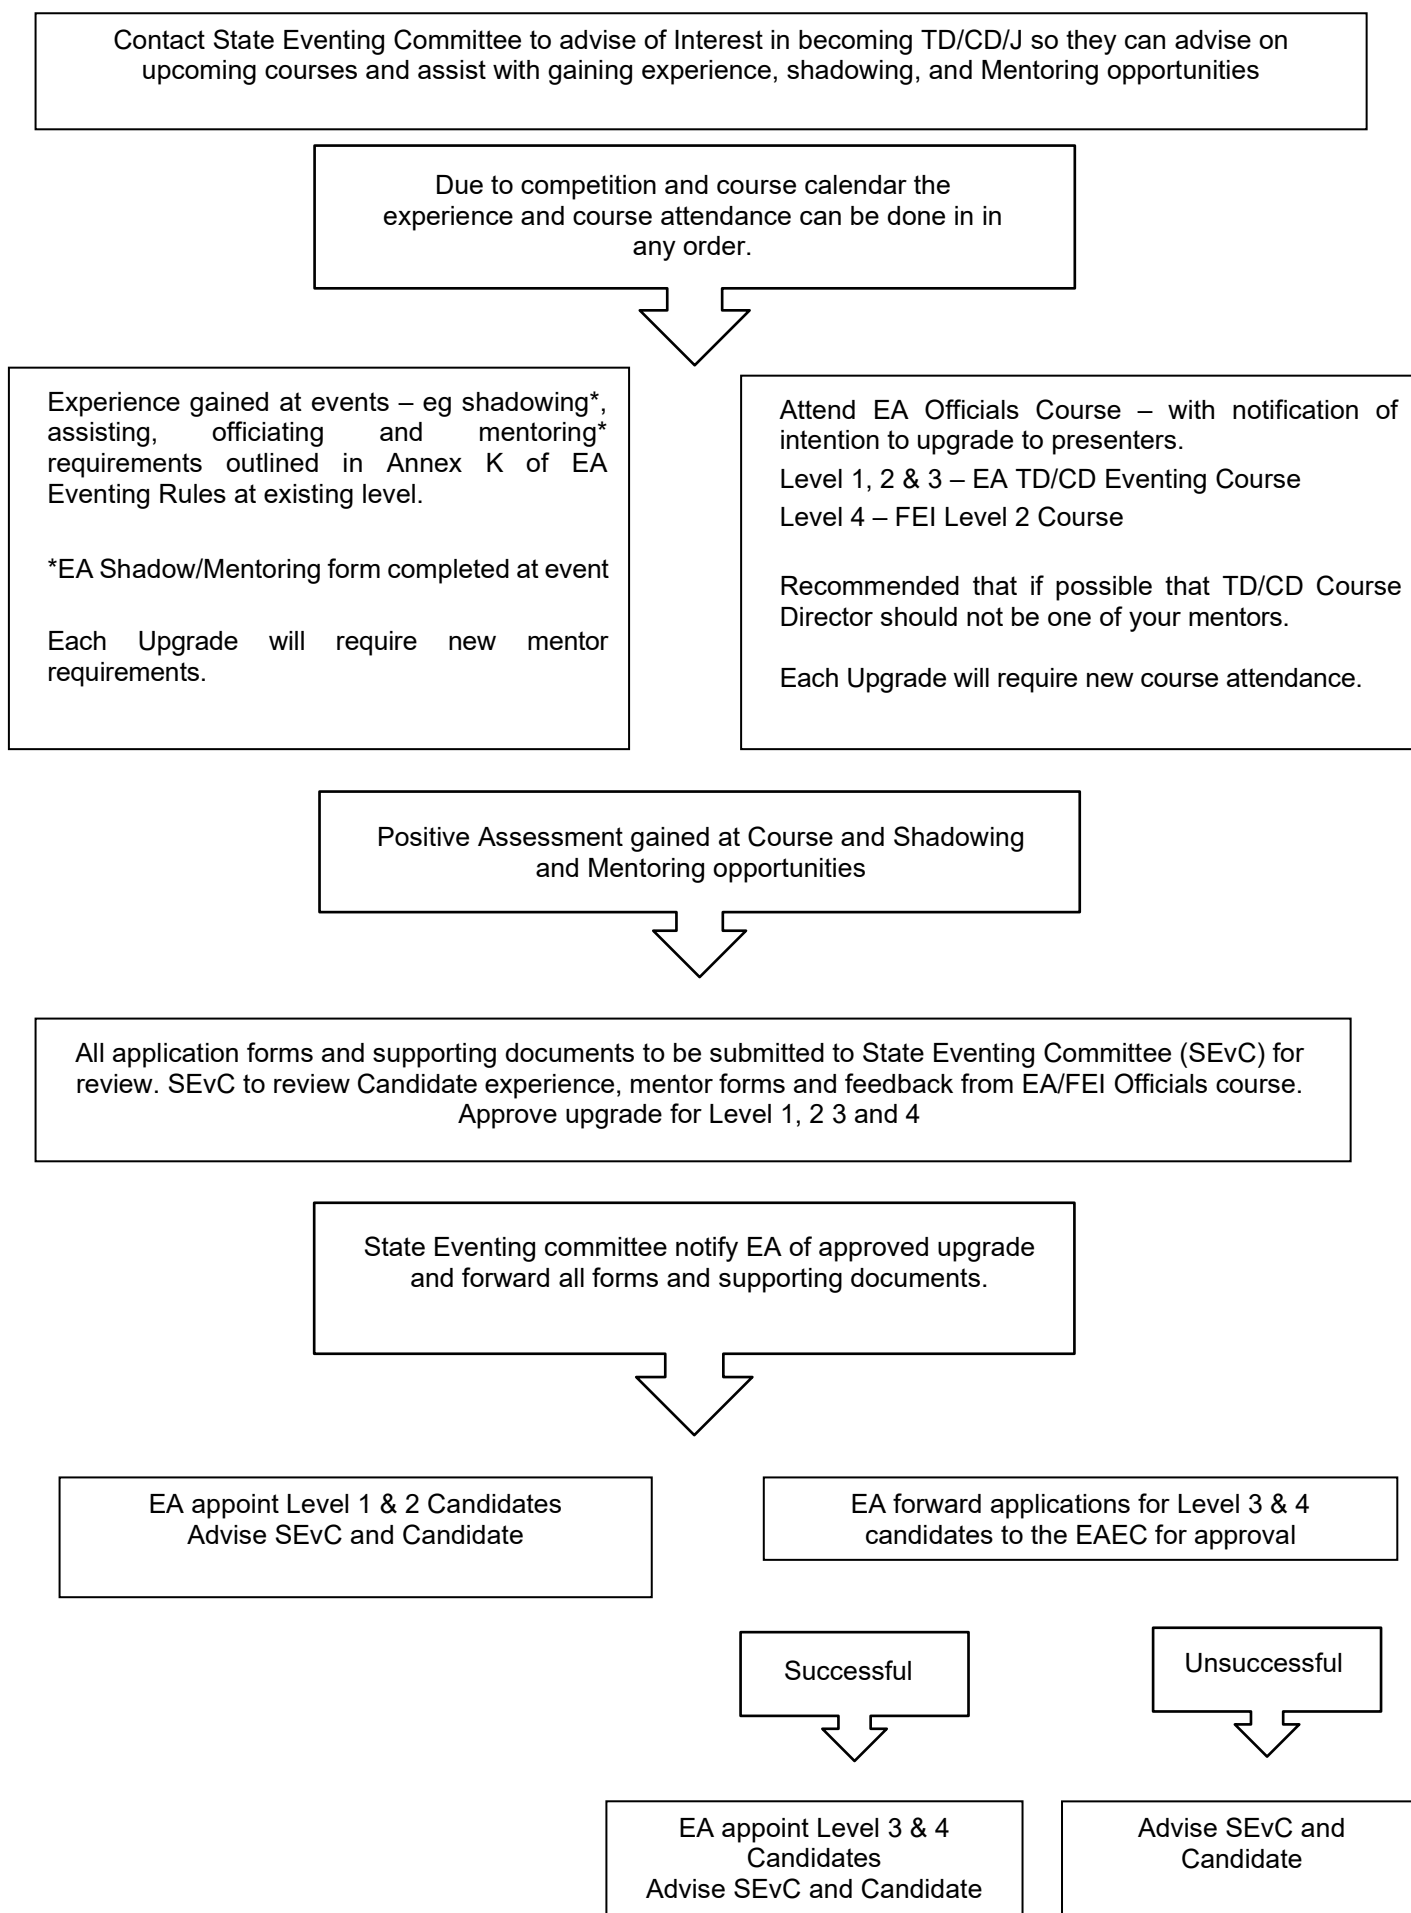 Contact State Eventing Committee to advise of Interest in becoming TD/CD/J so they can advise on
upcoming courses and assist with gaining experience, shadowing, and Mentoring opportunities
Due to competition and course calendar the
experience and course attendance can be done in in
any order.
Experience gained at events – eg shadowing*,
assisting, officiating and mentoring*
requirements outlined in Annex K of EA
Eventing Rules at existing level.
*EA Shadow/Mentoring form completed at event
Each Upgrade will require new mentor
requirements.
Attend EA Officials Course – with notification of
intention to upgrade to presenters.
Level 1, 2 & 3 – EA TD/CD Eventing Course
Level 4 – FEI Level 2 Course
Recommended that if possible that TD/CD Course
Director should not be one of your mentors.
Each Upgrade will require new course attendance.
Positive Assessment gained at Course and Shadowing
and Mentoring opportunities
All application forms and supporting documents to be submitted to State Eventing Committee (SEvC) for
review. SEvC to review Candidate experience, mentor forms and feedback from EA/FEI Officials course.
Approve upgrade for Level 1, 2 3 and 4
State Eventing committee notify EA of approved upgrade
and forward all forms and supporting documents.
EA appoint Level 1 & 2 Candidates
Advise SEvC and Candidate
EA forward applications for Level 3 & 4
candidates to the EAEC for approval
Successful
Unsuccessful
EA appoint Level 3 & 4
Candidates
Advise SEvC and Candidate
Advise SEvC and
Candidate